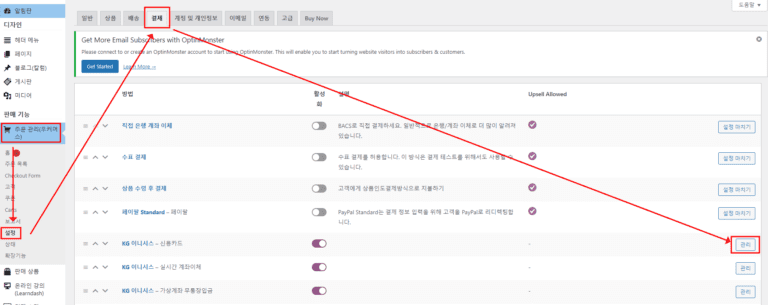 도움말 ▼
알림판
디자인
헤더 메뉴
페이지
블로그(칼럼)
게시판
미디어
판매 기능
주문 관리(우커머스)
홈
주문 목록
Checkout Form
고객
쿠폰
Carts
보고서
설정
상태
확장기능
판매 상품
온라인 강의
(Learndash)
일반
상품
배송
결제
계정 및 개인정보
이메일
연동
고급
Buy Now
Get More Email Subscribers with OptinMonster
Please connect to or create an OptinMonster account to start using OptinMonster. This will enable you to start turning website visitors into subscribers & customers.
Get Started
Learn More →
방법
활성화
설명
Upsell Allowed
직접 은행 계좌 이체
BACS로 직접 결제하세요. 일반적으로 은행/계좌 이체로 더 많이 알려져
있습니다.
설정 마치기
수표 결제
수표 결제를 허용합니다. 이 방식은 결제 테스트를 위해서도 사용할 수
있습니다.
설정 마치기
상품 수령 후 결제
고객에게 상품인도결제방식으로 지불하기
설정 마치기
페이팔 Standard – 페이팔
PayPal Standard는 결제 정보 입력을 위해 고객을 PayPal로 리디렉팅합
니다.
설정 마치기
KG 이니시스 – 신용카드
-
관리
KG 이니시스 – 실시간 계좌이체
-
관리
KG 이니시스 – 가상계좌 무통장입금
-
관리